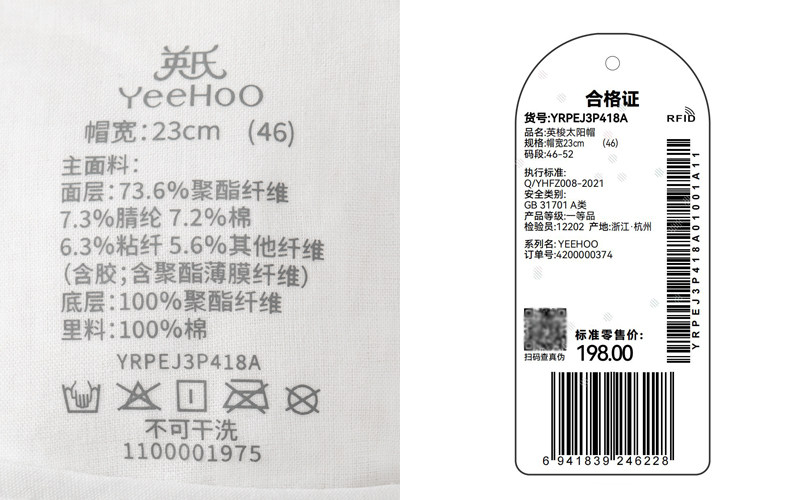 英氏
YeeHoO
帽宽:23cm (46)
主面料:
面层:73.6%聚酯纤维
7.3%腈纶 7.2%棉
6.3%粘纤 5.6%其他纤维
(含胶;含聚酯薄膜纤维)
底层:100%聚酯纤维
里料:100%棉
YRPEJ3P418A
不可干洗
1100001975
合格证
货号:YRPEJ3P418A
RFID
品名:英梭太阳帽
规格:帽宽23cm (46)
码段:46-52
执行标准:
Q/YHFZ008-2021
安全类别:
GB 31701 A类
产品等级:一等品
检验员:12202 产地:浙江·杭州
系列名:YEEHOO
订单号:4200000374
YRPEJ3P418A01001A11
扫码查真伪
标准零售价:
198.00
6 941839 246228